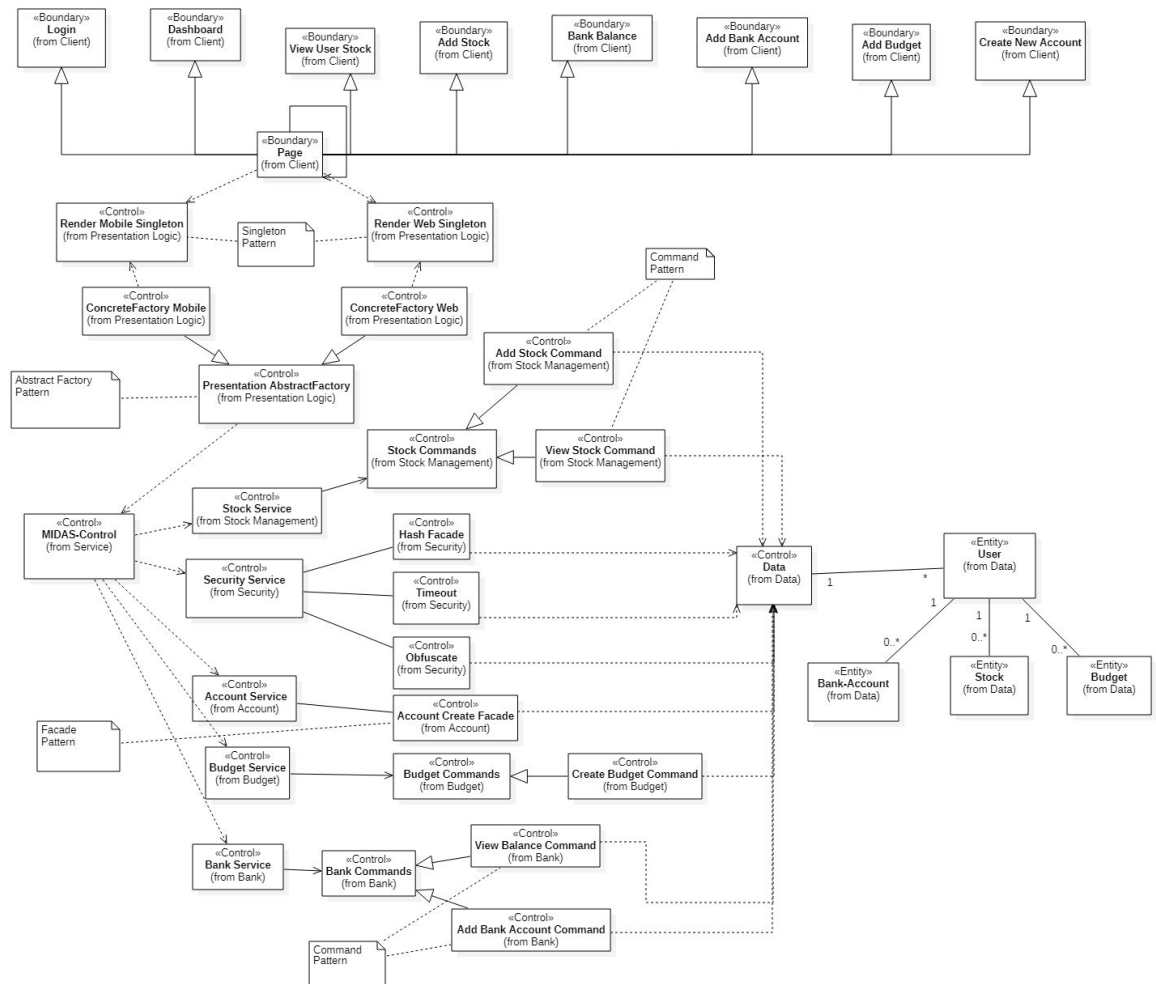 «Boundary»
Login
(from Client)
«Boundary»
Dashboard
(from Client)
«Boundary»
View User Stock
(from Client)
«Boundary»
Add Stock
(from Client)
«Boundary»
Bank Balance
(from Client)
«Boundary»
Add Bank Account
(from Client)
«Boundary»
Add Budget
(from Client)
«Boundary»
Create New Account
(from Client)
«Boundary»
Page
(from Client)
«Control»
Render Mobile Singleton
(from Presentation Logic)
Singleton
Pattern
«Control»
Render Web Singleton
(from Presentation Logic)
Command
Pattern
«Control»
ConcreteFactory Mobile
(from Presentation Logic)
«Control»
ConcreteFactory Web
(from Presentation Logic)
«Control»
Add Stock Command
(from Stock Management)
Abstract Factory
Pattern
«Control»
Presentation AbstractFactory
(from Presentation Logic)
«Control»
Stock Commands
(from Stock Management)
«Control»
View Stock Command
(from Stock Management)
«Control»
Stock Service
(from Stock Management)
«Control»
MIDAS-Control
(from Service)
«Control»
Hash Facade
(from Security)
«Control»
Security Service
(from Security)
«Control»
Timeout
(from Security)
«Control»
Obfuscate
(from Security)
«Control»
Data
(from Data)
1
*
«Entity»
User
(from Data)
1
1
1
0..*
0..*
0..*
«Entity»
Bank-Account
(from Data)
«Entity»
Stock
(from Data)
«Entity»
Budget
(from Data)
«Control»
Account Service
(from Account)
«Control»
Account Create Facade
(from Account)
Facade
Pattern
«Control»
Budget Service
(from Budget)
«Control»
Budget Commands
(from Budget)
«Control»
Create Budget Command
(from Budget)
«Control»
Bank Service
(from Bank)
«Control»
Bank Commands
(from Bank)
«Control»
View Balance Command
(from Bank)
«Control»
Add Bank Account Command
(from Bank)
Command
Pattern